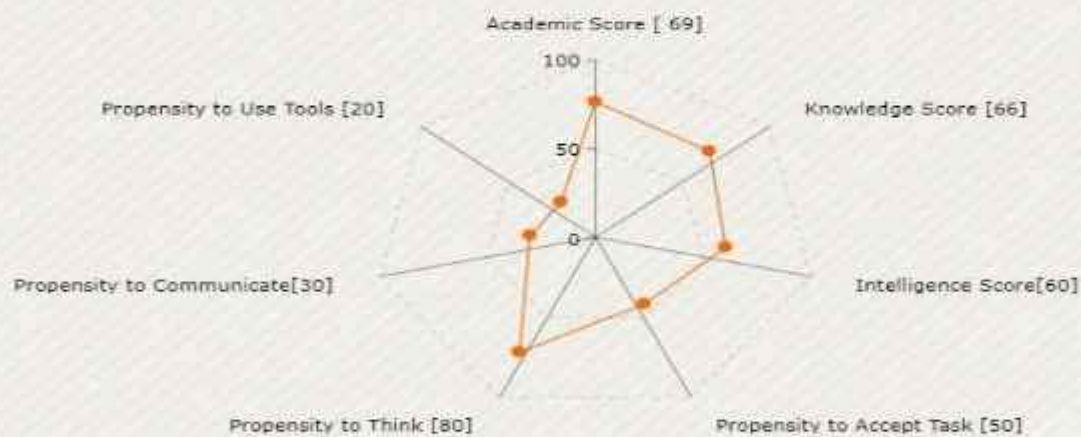 Academic Score [ 69]
100
Propensity to Use Tools [20]
Knowledge Score [66]
50
0
Propensity to Communicate[30]
Intelligence Score[60]
Propensity to Think [80]
Propensity to Accept Task [50]